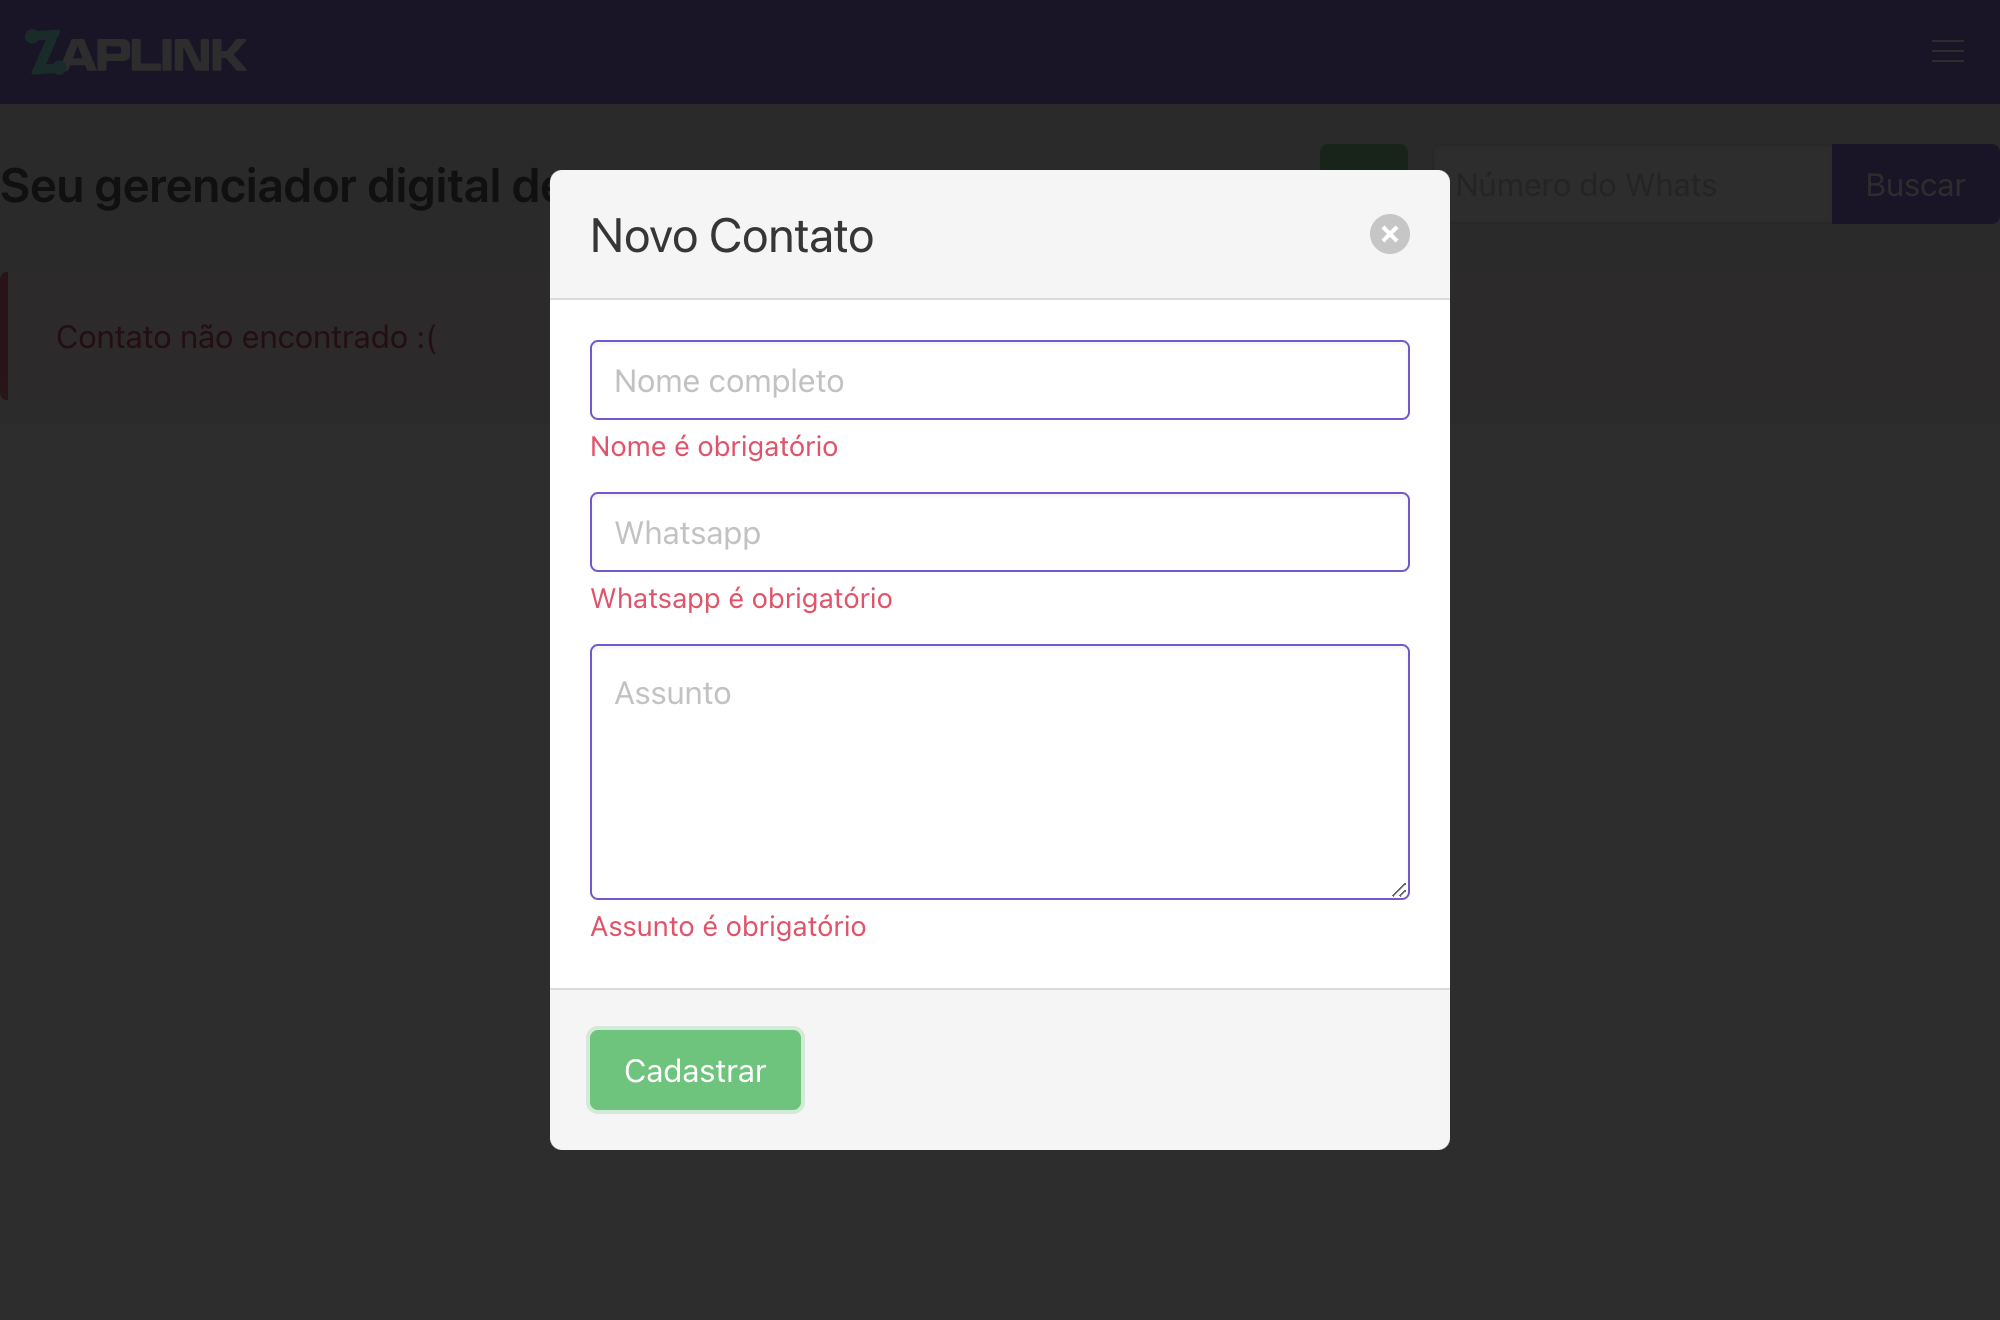 ZAPLINK
Seu gerenciador digital de
Número do Whats
Buscar
Contato não encontrado :(
Novo Contato
Nome completo
Nome é obrigatório
Whatsapp
Whatsapp é obrigatório
Assunto
Assunto é obrigatório
Cadastrar